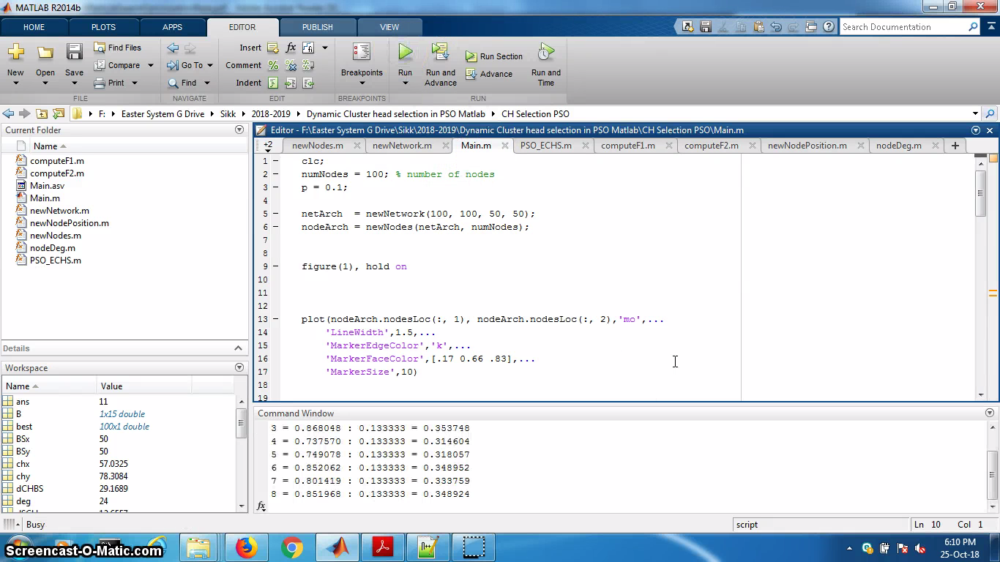 MATLAB R2014b
HOME PLOTS APPS EDITOR PUBLISH VIEW
Search Documentation
New Open Save Find Files Compare Print
Insert fx
Comment
Indent
Go To Find
Breakpoints
Run Run and Advance Run Section Advance Run and Time
FILE NAVIGATE EDIT BREAKPOINTS RUN
F: Easter System G Drive Sikk 2018-2019 Dynamic Cluster head selection in PSO Matlab CH Selection PSO
Current Folder
Name
computeF1.m
computeF2.m
Main.asv
Main.m
newNetwork.m
newNodePosition.m
newNodes.m
nodeDeg.m
PSO_ECHS.m
Details
Workspace
Name Value
ans 11
B 1x15 double
best 100x1 double
BSx 50
BSy 50
chx 57.0325
chy 78.3084
dCHBS 29.1689
deg 24
Editor - F:\Easter System G Drive\Sikk\2018-2019\Dynamic Cluster head selection in PSO Matlab\CH Selection PSO\Main.m
+2 newNodes.m newNetwork.m Main.m PSO_ECHS.m computeF1.m computeF2.m newNodePosition.m nodeDeg.m +
1 clc;
2 numNodes = 100; % number of nodes
3 p = 0.1;
4
5 netArch  = newNetwork(100, 100, 50, 50);
6 nodeArch = newNodes(netArch, numNodes);
7
8
9 figure(1), hold on
10
11
12
13 plot(nodeArch.nodesLoc(:, 1), nodeArch.nodesLoc(:, 2),'mo',...
14 'LineWidth',1.5,...
15 'MarkerEdgeColor','k',...
16 'MarkerFaceColor',[.17 0.66 .83],...
17 'MarkerSize',10)
18
19
Command Window
3 = 0.868048 : 0.133333 = 0.353748
4 = 0.737570 : 0.133333 = 0.314604
5 = 0.749078 : 0.133333 = 0.318057
6 = 0.852062 : 0.133333 = 0.348952
7 = 0.801419 : 0.133333 = 0.333759
8 = 0.851968 : 0.133333 = 0.348924
fx
Busy
script
Ln 10 Col 1
Screencast-O-Matic.com
6:10 PM
25-Oct-18